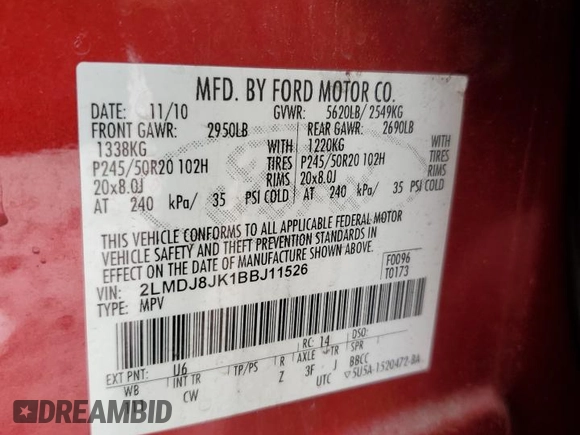 MFD. BY FORD MOTOR CO.
DATE: 11/10 GVWR: 5620LB/ 2549KG
FRONT GAWR: 2950LB REAR GAWR: 2690LB
1338KG WITH 1220KG WITH
P245/50R20 102H TIRES P245/50R20 102H TIRES
20x8.0J RIMS 20x8.0J RIMS
AT 240 kPa/ 35 PSI COLD AT 240 kPa/ 35 PSI COLD
THIS VEHICLE CONFORMS TO ALL APPLICABLE FEDERAL MOTOR
VEHICLE SAFETY AND THEFT PREVENTION STANDARDS IN
EFFECT ON THE DATE OF MANUFACTURE SHOWN ABOVE.
VIN: 2LMDJ8JK1BBJ11526 F0096
TYPE: MPV T0173
RC: 14 DSO:
EXT PNT: U6 AXLE TR SPR
WB INT TR TP/PS R 3F J BBCC
CW Z UTC 5U5A-1520472-BA
DREAMBID